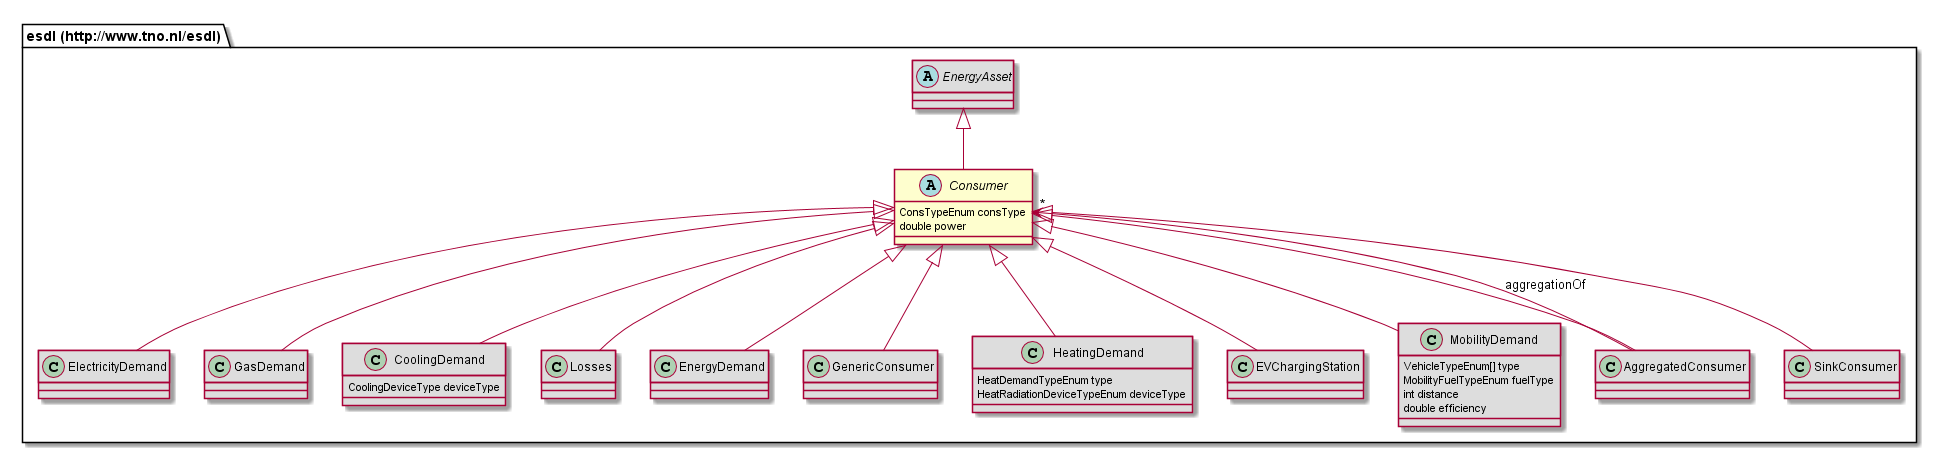 esdl (http://www.tno.nl/esdl)
A EnergyAsset
A Consumer
ConsTypeEnum consType
double power
*
aggregationOf
C ElectricityDemand
C GasDemand
C CoolingDemand
CoolingDeviceType deviceType
C Losses
C EnergyDemand
C GenericConsumer
C HeatingDemand
HeatDemandTypeEnum type
HeatRadiationDeviceTypeEnum deviceType
C EVChargingStation
C MobilityDemand
VehicleTypeEnum[] type
MobilityFuelTypeEnum fuelType
int distance
double efficiency
C AggregatedConsumer
C SinkConsumer